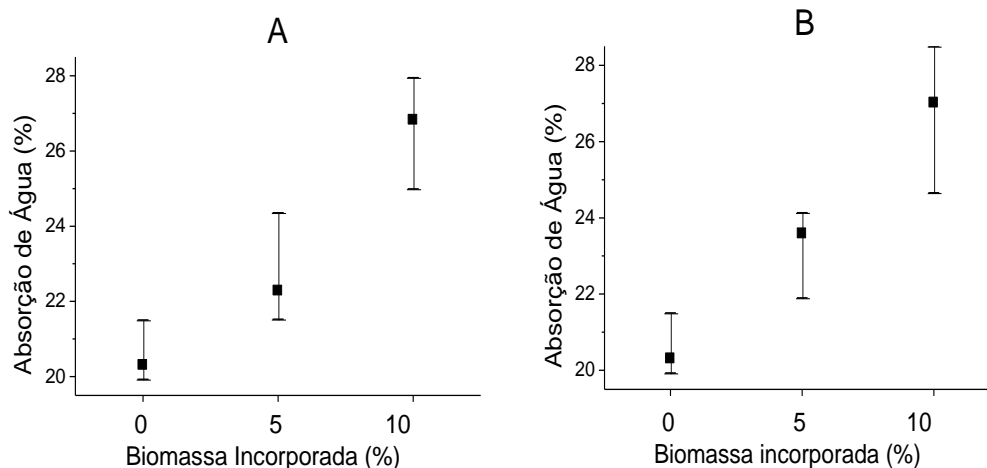 A
Absorção de Água (%)
28
26
24
22
20
0
5
10
Biomassa Incorporada (%)
B
Absorção de Água (%)
28
26
24
22
20
0
5
10
Biomassa incorporada (%)